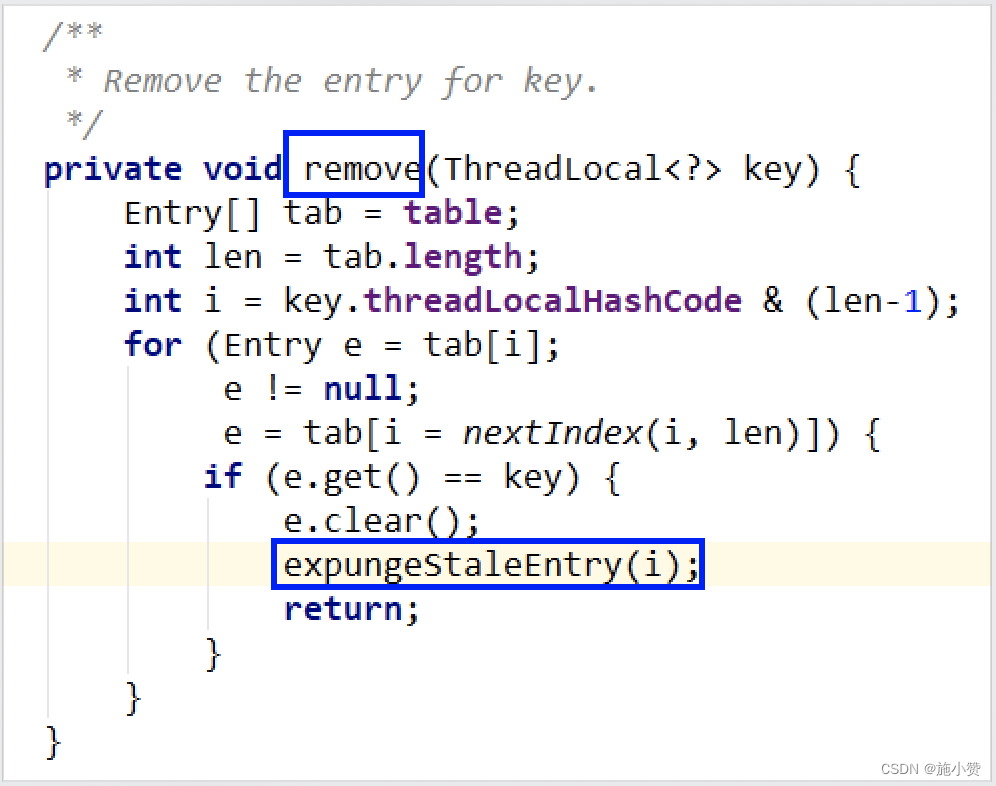 /**
 * Remove the entry for key.
 */
private void remove(ThreadLocal<?> key) {
    Entry[] tab = table;
    int len = tab.length;
    int i = key.threadLocalHashCode & (len-1);
    for (Entry e = tab[i];
         e != null;
         e = tab[i = nextIndex(i, len)]) {
        if (e.get() == key) {
            e.clear();
            expungeStaleEntry(i);
            return;
        }
    }
}
CSDN @施小赞